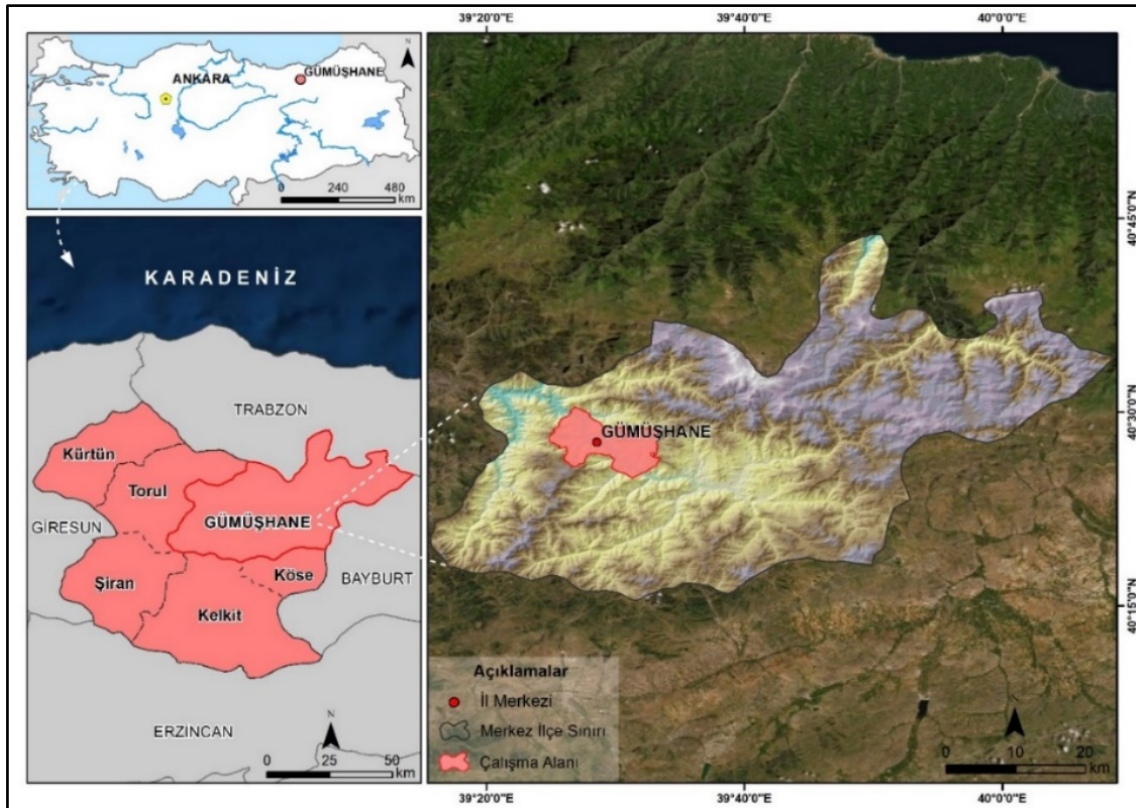 39°20'0"E
39°40'0"E
40°0'0"E
N
ANKARA
GÜMÜŞHANE
0 240 480
km
KARADENİZ
TRABZON
Kürtün
Torul
GİRESUN
GÜMÜŞHANE
Şiran
Köse
BAYBURT
Kelkit
ERZİNCAN
N
0 25 50
km
GÜMÜŞHANE
40°45'0"N
40°30'0"N
40°15'0"N
Açıklamalar
İl Merkezi
Merkez İlçe Sınırı
Çalışma Alanı
N
0 10 20
km
39°20'0"E
39°40'0"E
40°0'0"E